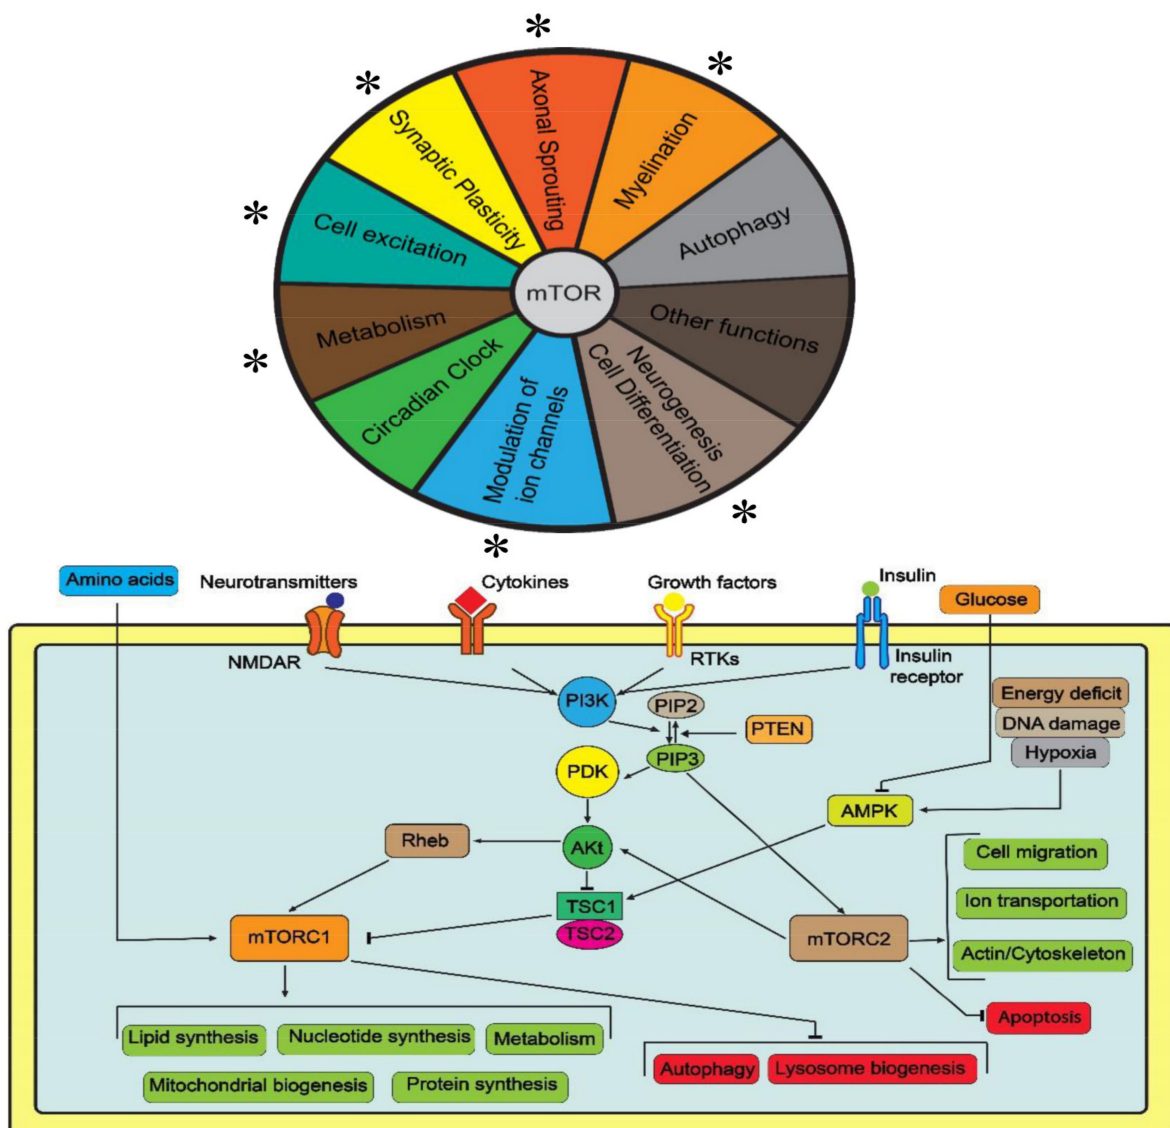 *
*
*
Axonal Sprouting
Myelination
Synaptic Plasticity
Autophagy
*
Cell excitation
mTOR
Metabolism
Other functions
*
Circadian Clock
Modulation of
ion channels
Neurogenesis
Cell Differentiation
*
*
Amino acids
Neurotransmitters
Cytokines
Growth factors
Insulin
Glucose
NMDAR
RTKs
Insulin
receptor
PI3K
PIP2
Energy deficit
DNA damage
Hypoxia
PTEN
PDK
PIP3
AMPK
Rheb
AKt
Cell migration
TSC1
Ion transportation
mTORC1
TSC2
mTORC2
Actin/Cytoskeleton
Apoptosis
Lipid synthesis
Nucleotide synthesis
Metabolism
Autophagy
Lysosome biogenesis
Mitochondrial biogenesis
Protein synthesis